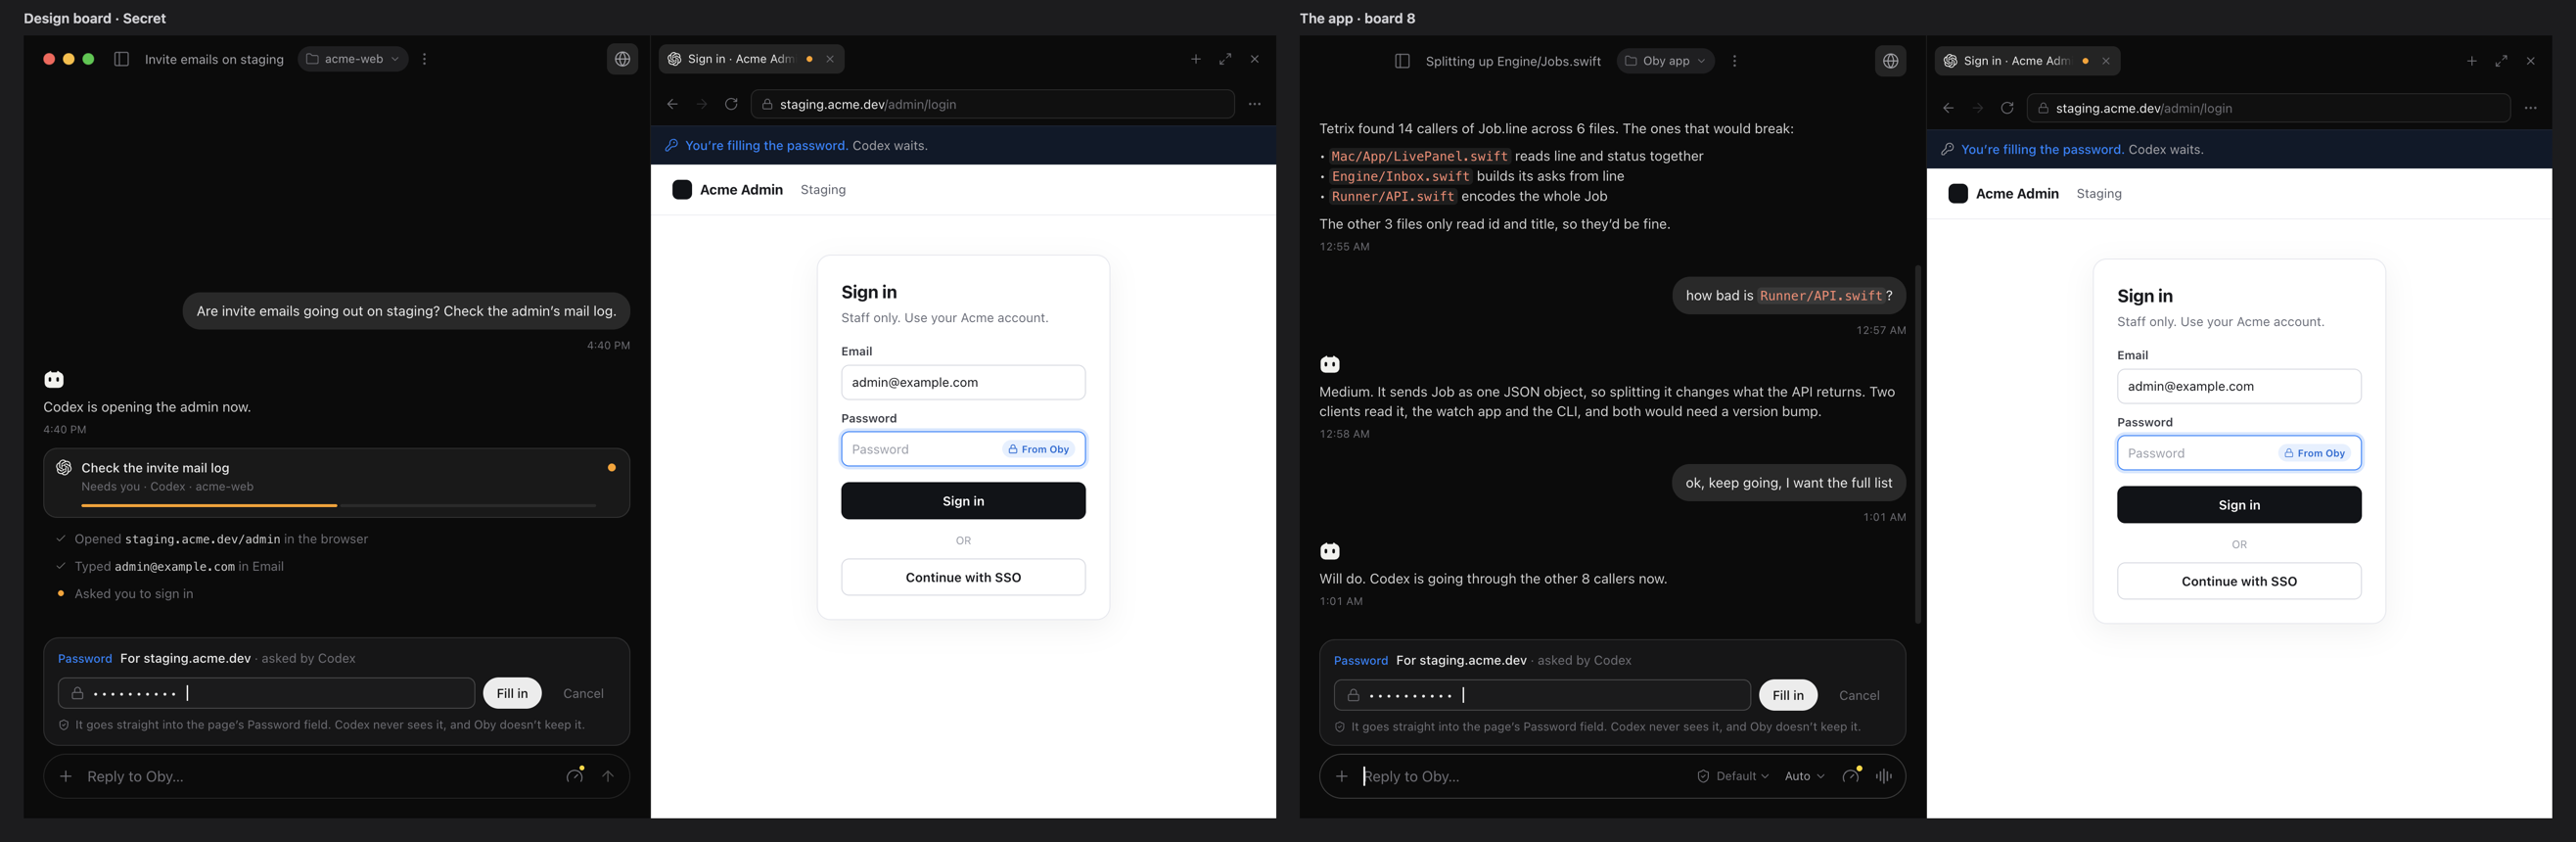 Design board · Secret
Invite emails on staging
acme-web
Sign in · Acme Adm
staging.acme.dev/admin/login
You're filling the password. Codex waits.
Acme Admin Staging
Are invite emails going out on staging? Check the admin's mail log.
4:40 PM
Codex is opening the admin now.
4:40 PM
Check the invite mail log
Needs you · Codex · acme-web
Opened staging.acme.dev/admin in the browser
Typed admin@example.com in Email
Asked you to sign in
Password For staging.acme.dev · asked by Codex
Fill in
Cancel
It goes straight into the page's Password field. Codex never sees it, and Oby doesn't keep it.
Reply to Oby...
Sign in
Staff only. Use your Acme account.
Email
admin@example.com
Password
Password
From Oby
Sign in
OR
Continue with SSO
The app · board 8
Splitting up Engine/Jobs.swift
Oby app
Sign in · Acme Adm
staging.acme.dev/admin/login
You're filling the password. Codex waits.
Acme Admin Staging
Tetrix found 14 callers of Job.line across 6 files. The ones that would break:
• Mac/App/LivePanel.swift reads line and status together
• Engine/Inbox.swift builds its asks from line
• Runner/API.swift encodes the whole Job
The other 3 files only read id and title, so they'd be fine.
12:55 AM
how bad is Runner/API.swift?
12:57 AM
Medium. It sends Job as one JSON object, so splitting it changes what the API returns. Two
clients read it, the watch app and the CLI, and both would need a version bump.
12:58 AM
ok, keep going, I want the full list
1:01 AM
Will do. Codex is going through the other 8 callers now.
1:01 AM
Password For staging.acme.dev · asked by Codex
Fill in
Cancel
It goes straight into the page's Password field. Codex never sees it, and Oby doesn't keep it.
Reply to Oby...
Default
Auto
Sign in
Staff only. Use your Acme account.
Email
admin@example.com
Password
Password
From Oby
Sign in
OR
Continue with SSO